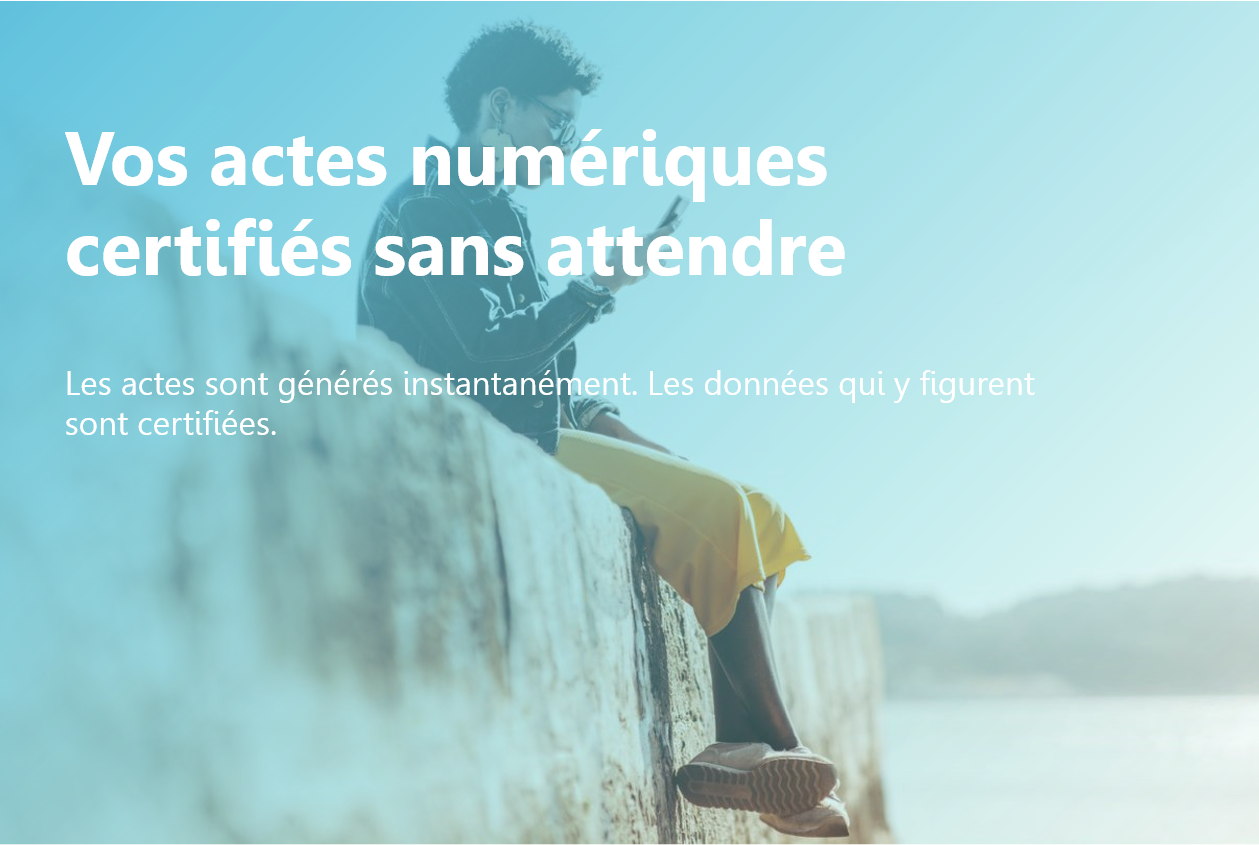 Vos actes numériques
certifiés sans attendre
Les actes sont générés instantanément. Les données qui y figurent
sont certifiées.